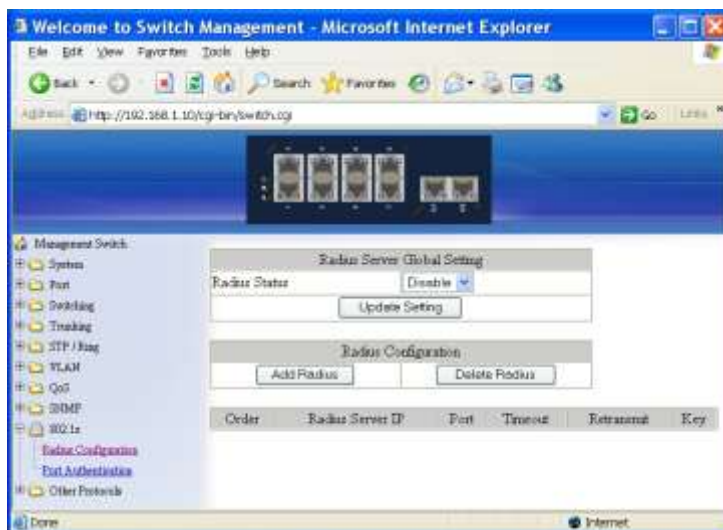 Welcome to Switch Management - Microsoft Internet Explorer
File Edit View Favorites Tools Help
Back Search Favorites
Address http://192.168.1.10/cgi-bin/switch.cgi Go Links
Management Switch
System
Port
Switching
Trunking
STP / Ring
VLAN
QoS
SNMP
802.1x
Radius Configuration
Port Authentication
Other Protocols
Radius Server Global Setting
Radius Status Disable
Update Setting
Radius Configuration
Add Radius Delete Radius
Order Radius Server IP Port Timeout Retransmit Key
Done Internet